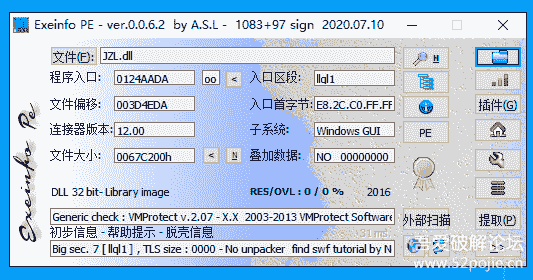 Exeinfo PE - ver.0.0.6.2 by A.S.L - 1083+97 sign 2020.07.10
文件(F): JZL.dll
H
程序入口: 0124AADA oo < 入口区段: llql1
文件偏移: 003D4EDA 入口首字节: E8.2C.C0.FF.FF
插件(G)
连接器版本: 12.00 子系统: Windows GUI
PE
文件大小: 0067C200h < N 叠加数据: NO 00000000
Exeinfo Pe
DLL 32 bit- Library image RES/OVL : 0 / 0 % 2016
Generic check : VMProtect v.2.07 - X.X 2003-2013 VMProtect Software
外部扫描 提取(P)
初步信息 - 帮助提示 - 脱壳信息
Big sec. 7 [ llql1 ] , TLS size : 0000 - No unpacker find swf tutorial by N
吾爱破解论坛
www.52pojie.cn